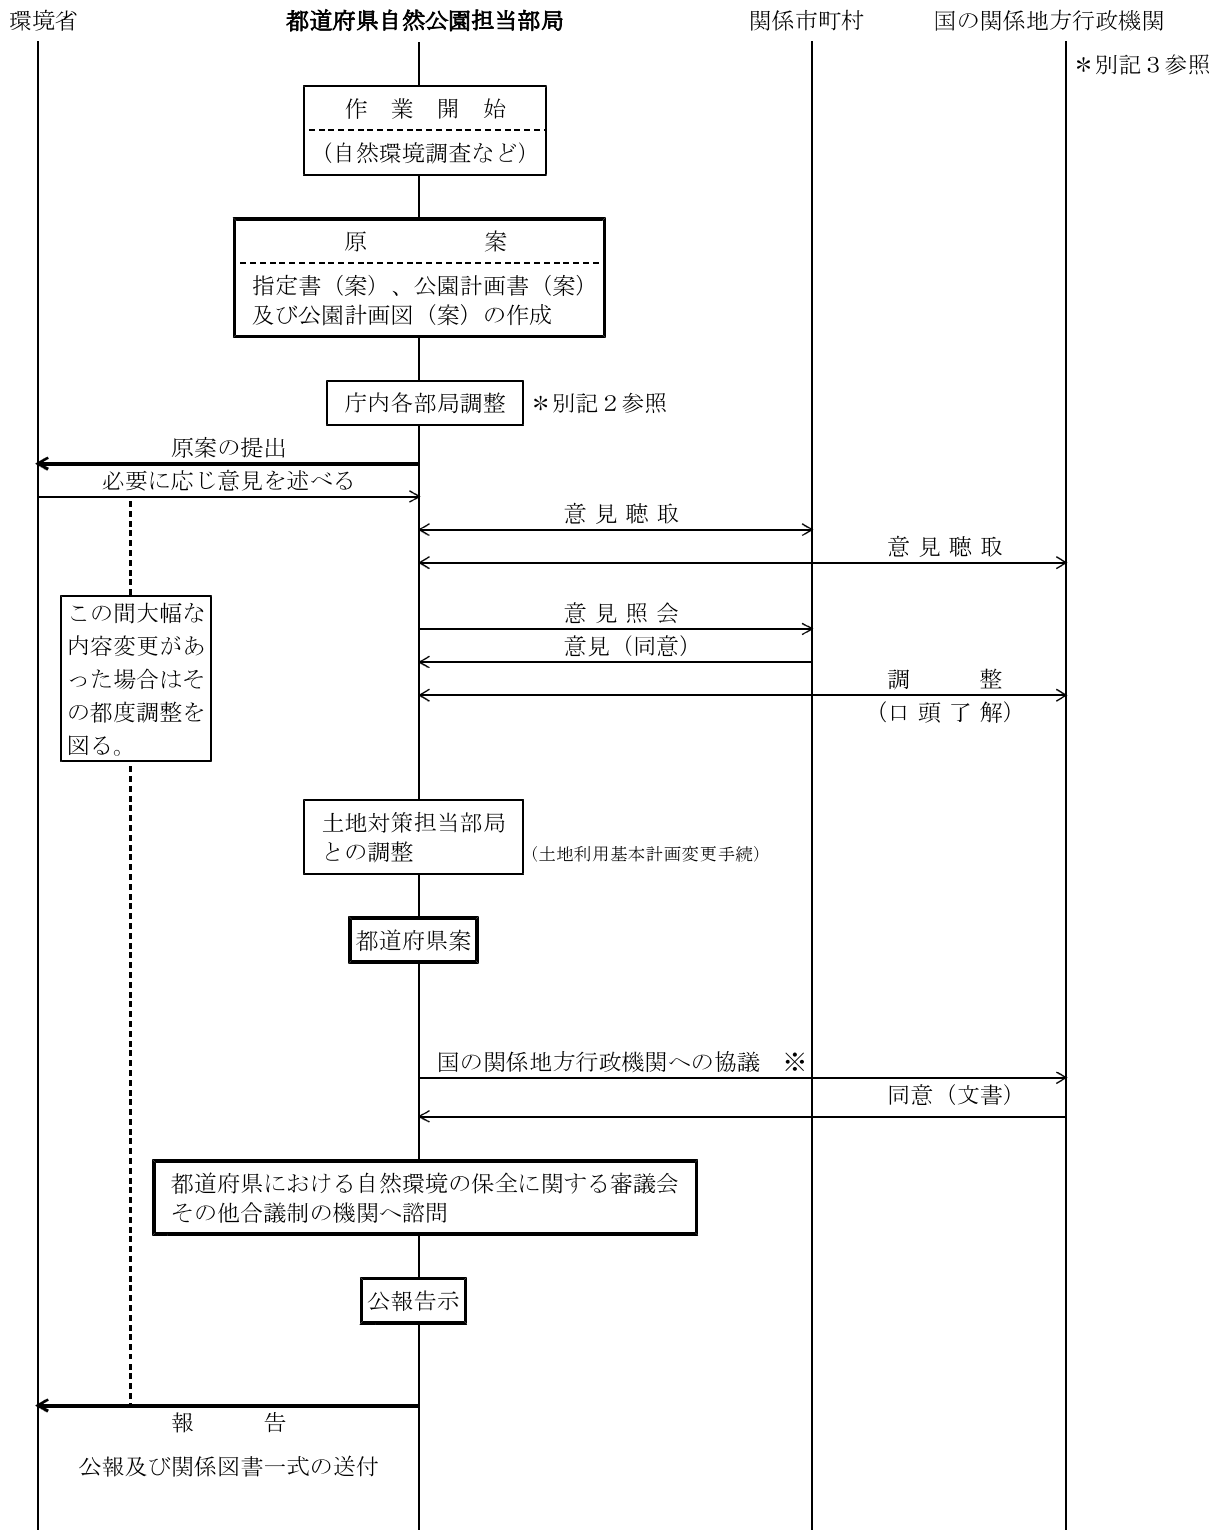 環境省
都道府県自然公園担当部局
関係市町村
国の関係地方行政機関
＊別記３参照
作　業　開　始
（自然環境調査など）
原　　　　　案
指定書（案）、公園計画書（案）
及び公園計画図（案）の作成
庁内各部局調整
＊別記２参照
原案の提出
必要に応じ意見を述べる
意 見 聴 取
意 見 聴 取
意 見 照 会
意見（同意）
調　　　整
（口 頭 了 解）
この間大幅な
内容変更があ
った場合はそ
の都度調整を
図る。
土地対策担当部局
との調整
（土地利用基本計画変更手続）
都道府県案
国の関係地方行政機関への協議　※
同意（文書）
都道府県における自然環境の保全に関する審議会
その他合議制の機関へ諮問
公報告示
報　　　告
公報及び関係図書一式の送付